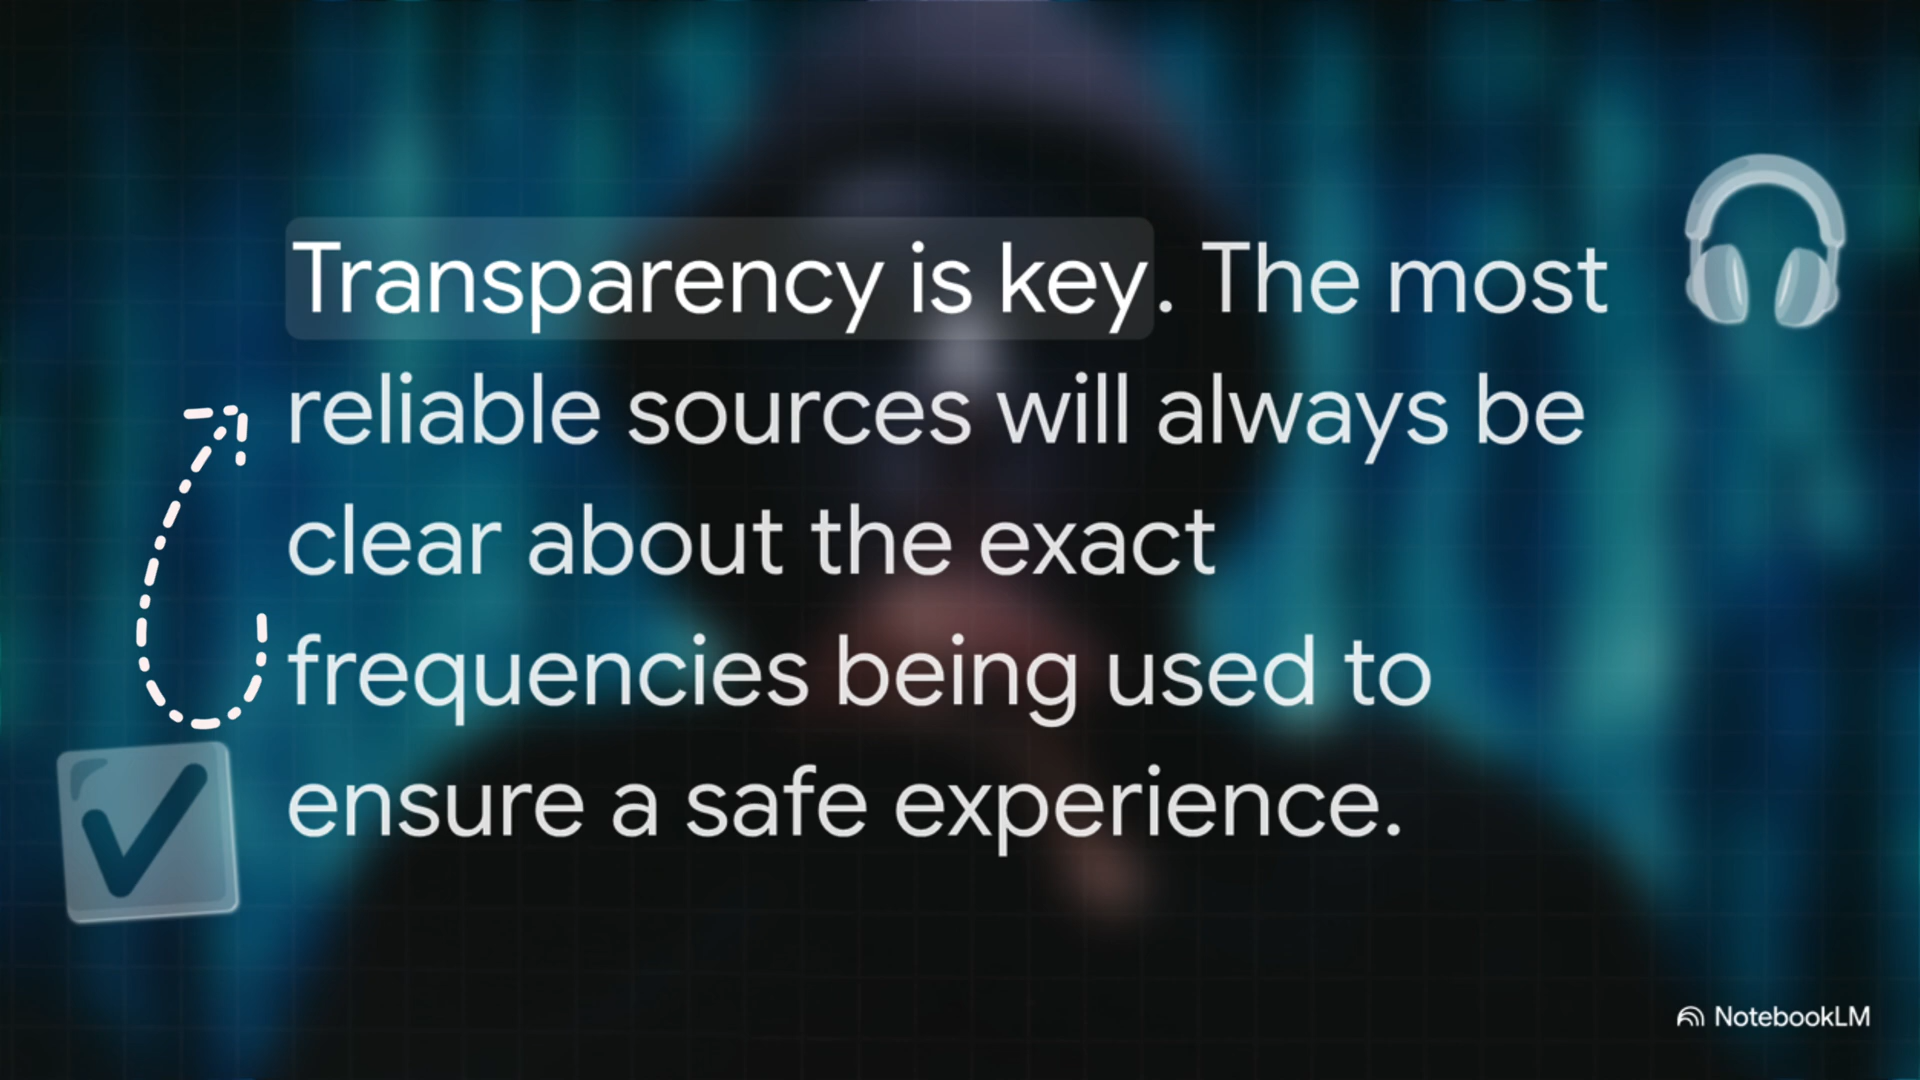 Transparency is key. The most
reliable sources will always be
clear about the exact
frequencies being used to
ensure a safe experience.
NotebookLM